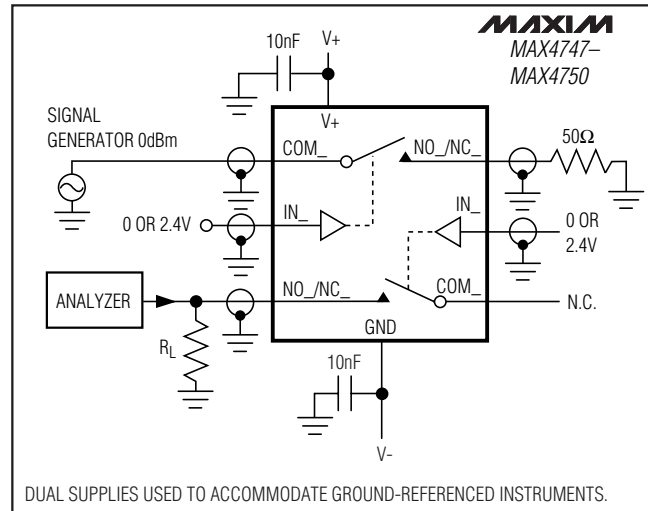 MAXIM
MAX4747–
MAX4750
10nF
V+
V+
SIGNAL
GENERATOR 0dBm
COM_
NO_/NC_
50Ω
IN_
IN_
0 OR 2.4V
0 OR
2.4V
ANALYZER
NO_/NC_
COM_
N.C.
GND
RL
10nF
V-
DUAL SUPPLIES USED TO ACCOMMODATE GROUND-REFERENCED INSTRUMENTS.